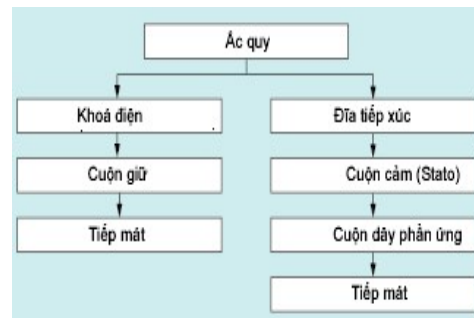 Ắc quy
Khoá điện
Đĩa tiếp xúc
Cuộn giữ
Cuộn cảm (Stato)
Tiếp mát
Cuộn dây phần ứng
Tiếp mát